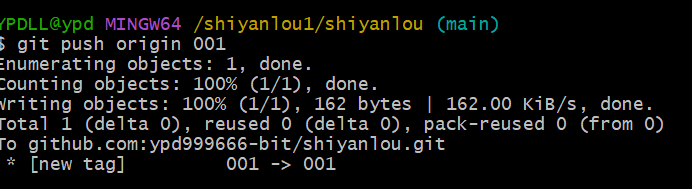 YPDLL@ypd MINGW64 /shiyanlou1/shiyanlou (main)
$ git push origin 001
Enumerating objects: 1, done.
Counting objects: 100% (1/1), done.
Writing objects: 100% (1/1), 162 bytes | 162.00 KiB/s, done.
Total 1 (delta 0), reused 0 (delta 0), pack-reused 0 (from 0)
To github.com:ypd999666-bit/shiyanlou.git
 * [new tag]         001 -> 001